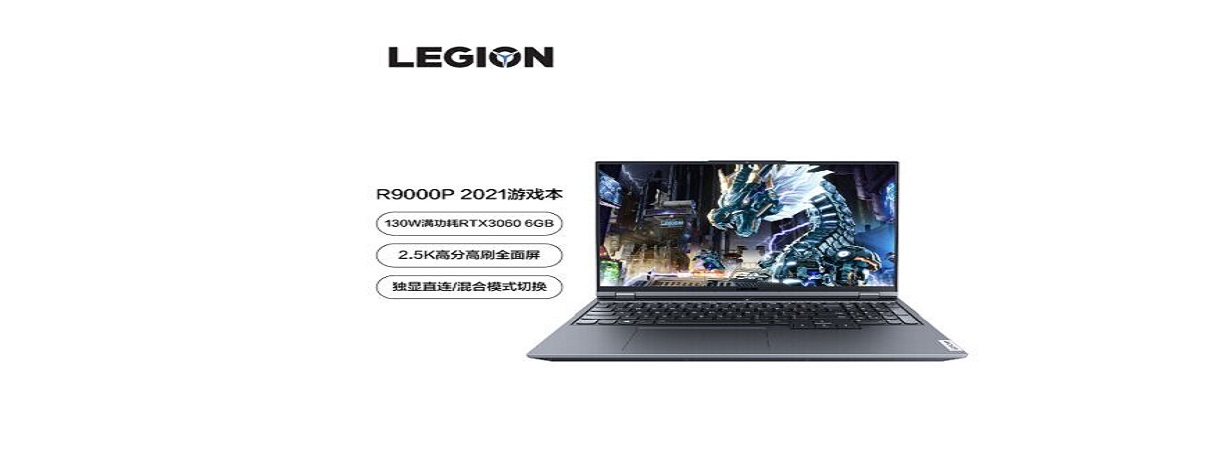 LEGION
R9000P 2021游戏本
130W满功耗RTX3060 6GB
2.5K高分高刷全面屏
独显直连/混合模式切换